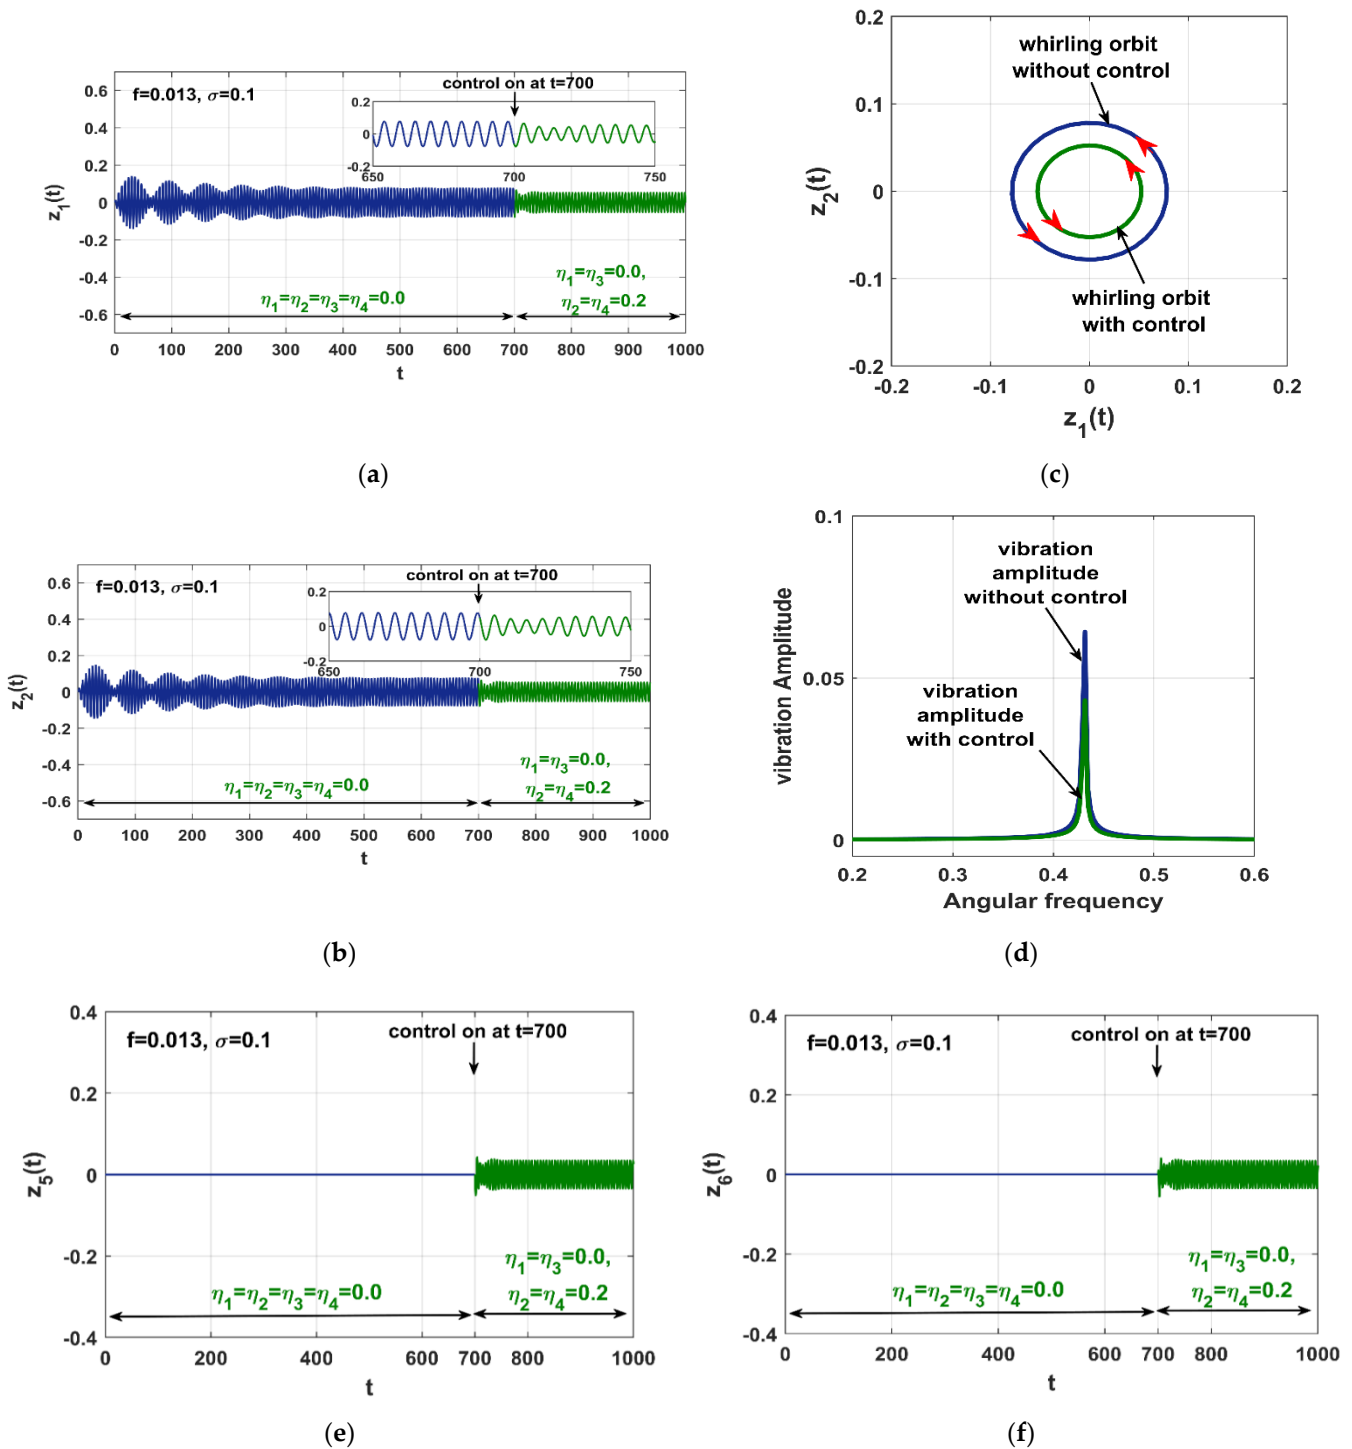 control on at t=700
f=0.013, σ=0.1
0.6
0.4
0.2
0
-0.2
-0.4
-0.6
z1(t)
0.2
0
-0.2
650
700
750
η1=η3=0.0,
η2=η4=0.2
η1=η2=η3=η4=0.0
0 100 200 300 400 500 600 700 800 900 1000
t
(a)
0.2
0.1
0
-0.1
-0.2
z2(t)
whirling orbit
without control
whirling orbit
with control
-0.2 -0.1 0 0.1 0.2
z1(t)
(c)
control on at t=700
f=0.013, σ=0.1
0.6
0.4
0.2
0
-0.2
-0.4
-0.6
z2(t)
0.2
0
-0.2
650
700
750
η1=η3=0.0,
η2=η4=0.2
η1=η2=η3=η4=0.0
0 100 200 300 400 500 600 700 800 900 1000
t
(b)
0.1
0.05
0
vibration Amplitude
vibration
amplitude
without control
vibration
amplitude
with control
0.2 0.3 0.4 0.5 0.6
Angular frequency
(d)
0.4
0.2
0
-0.2
-0.4
z5(t)
f=0.013, σ=0.1
control on at t=700
η1=η3=0.0,
η2=η4=0.2
η1=η2=η3=η4=0.0
0 200 400 600 700 800 1000
t
(e)
0.4
0.2
0
-0.2
-0.4
z6(t)
f=0.013, σ=0.1
control on at t=700
η1=η3=0.0,
η2=η4=0.2
η1=η2=η3=η4=0.0
0 200 400 600 700 800 1000
t
(f)